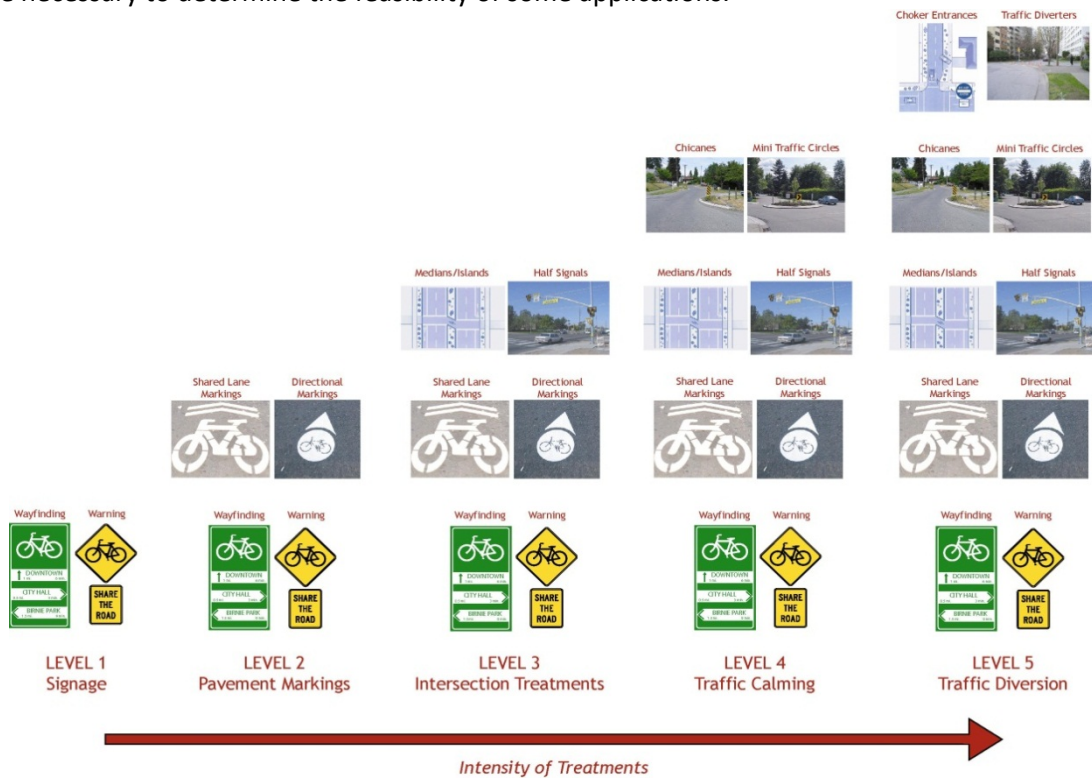 e necessary to determine the feasibility of some applications.
Choker Entrances Traffic Diverters
Chicanes Mini Traffic Circles Chicanes Mini Traffic Circles
Medians/Islands Half Signals Medians/Islands Half Signals Medians/Islands Half Signals
Shared Lane Markings Directional Markings Shared Lane Markings Directional Markings Shared Lane Markings Directional Markings Shared Lane Markings Directional Markings
Wayfinding Warning Wayfinding Warning Wayfinding Warning Wayfinding Warning Wayfinding Warning
DOWNTOWN DOWNTOWN DOWNTOWN DOWNTOWN DOWNTOWN
CITY HALL CITY HALL CITY HALL CITY HALL CITY HALL
BIRNIE PARK BIRNIE PARK BIRNIE PARK BIRNIE PARK BIRNIE PARK
SHARE SHARE SHARE SHARE SHARE
THE THE THE THE THE
ROAD ROAD ROAD ROAD ROAD
LEVEL 1 LEVEL 2 LEVEL 3 LEVEL 4 LEVEL 5
Signage Pavement Markings Intersection Treatments Traffic Calming Traffic Diversion
Intensity of Treatments